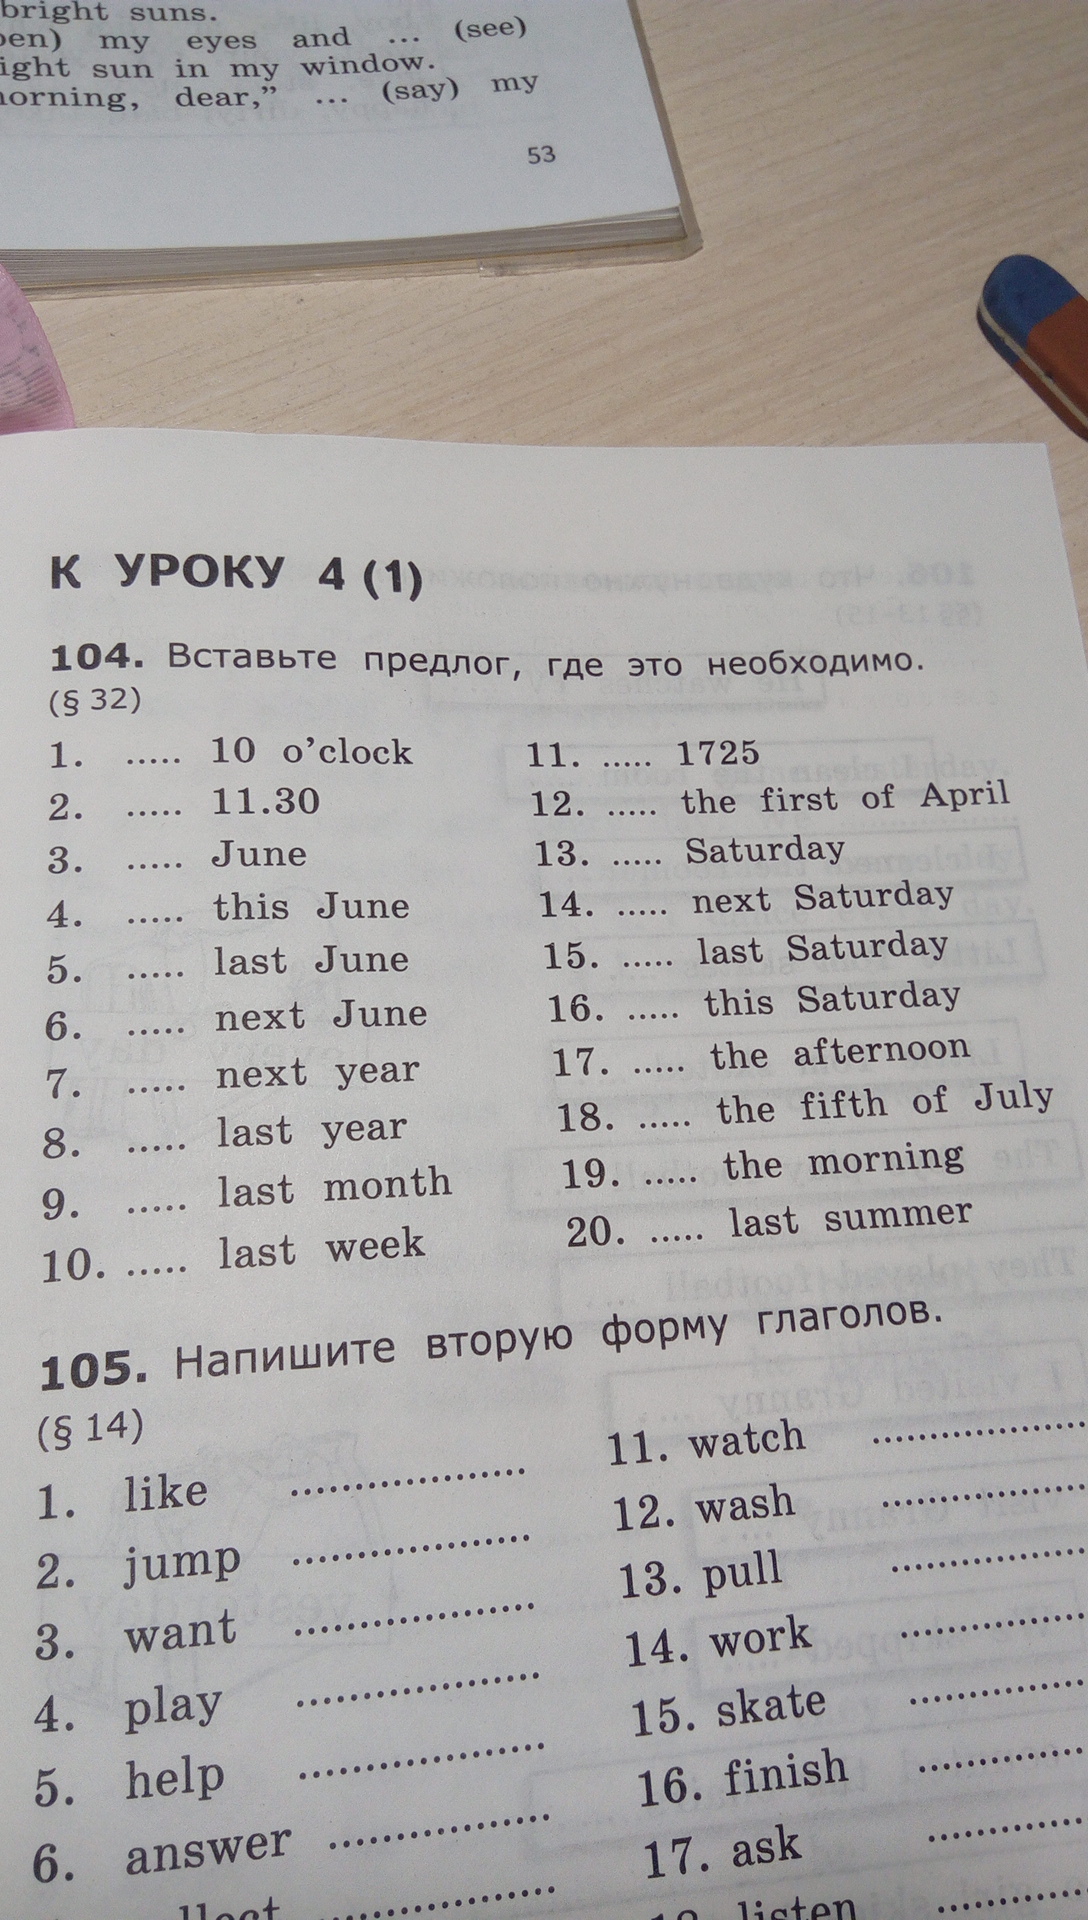 bright suns.
my eyes and ... (see)
sun in my window.
dear,” ... (say) my
53
К УРОКУ 4 (1)
104. Вставьте предлог, где это необходимо.
(§ 32)
1. ..... 10 o’clock
2. ..... 11.30
3. ..... June
4. ..... this June
5. ..... last June
6. ..... next June
7. ..... next year
8. ..... last year
9. ..... last month
10. ..... last week
11. ..... 1725
12. ..... the first of April
13. ..... Saturday
14. ..... next Saturday
15. ..... last Saturday
16. ..... this Saturday
17. ..... the afternoon
18. ..... the fifth of July
19. ..... the morning
20. ..... last summer
105. Напишите вторую форму глаголов.
(§ 14)
1. like ....................
2. jump ....................
3. want ....................
4. play ....................
5. help ....................
6. answer ..................
11. watch ..................
12. wash ..................
13. pull ..................
14. work ..................
15. skate ..................
16. finish ..................
17. ask ..................
listen ..................